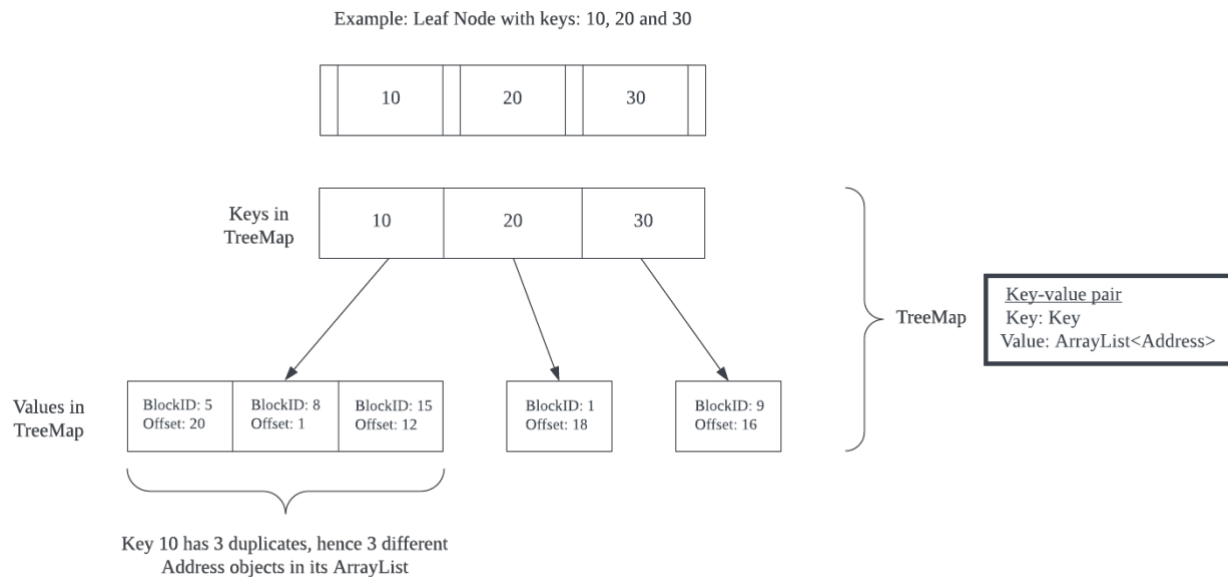 Example: Leaf Node with keys: 10, 20 and 30
10
20
30
Keys in
TreeMap
10
20
30
TreeMap
Key-value pair
Key: Key
Value: ArrayList<Address>
Values in
TreeMap
BlockID: 5
Offset: 20
BlockID: 8
Offset: 1
BlockID: 15
Offset: 12
BlockID: 1
Offset: 18
BlockID: 9
Offset: 16
Key 10 has 3 duplicates, hence 3 different
Address objects in its ArrayList